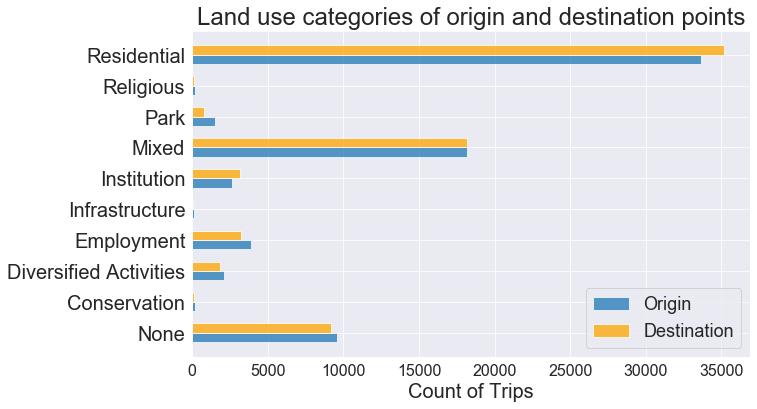 Land use categories of origin and destination points
Residential
Religious
Park
Mixed
Institution
Infrastructure
Employment
Diversified Activities
Conservation
None
Origin
Destination
0 5000 10000 15000 20000 25000 30000 35000
Count of Trips